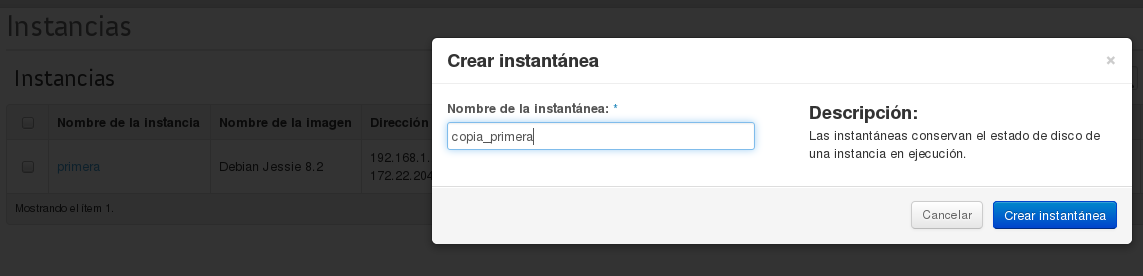 Instancias
Instancias
Nombre de la instancia Nombre de la imagen Dirección
primera Debian Jessie 8.2 192.168.1.
172.22.204
Mostrando el ítem 1.
Crear instantánea ×
Nombre de la instantánea: *
copia_primera
Descripción:
Las instantáneas conservan el estado de disco de
una instancia en ejecución.
Cancelar Crear instantánea